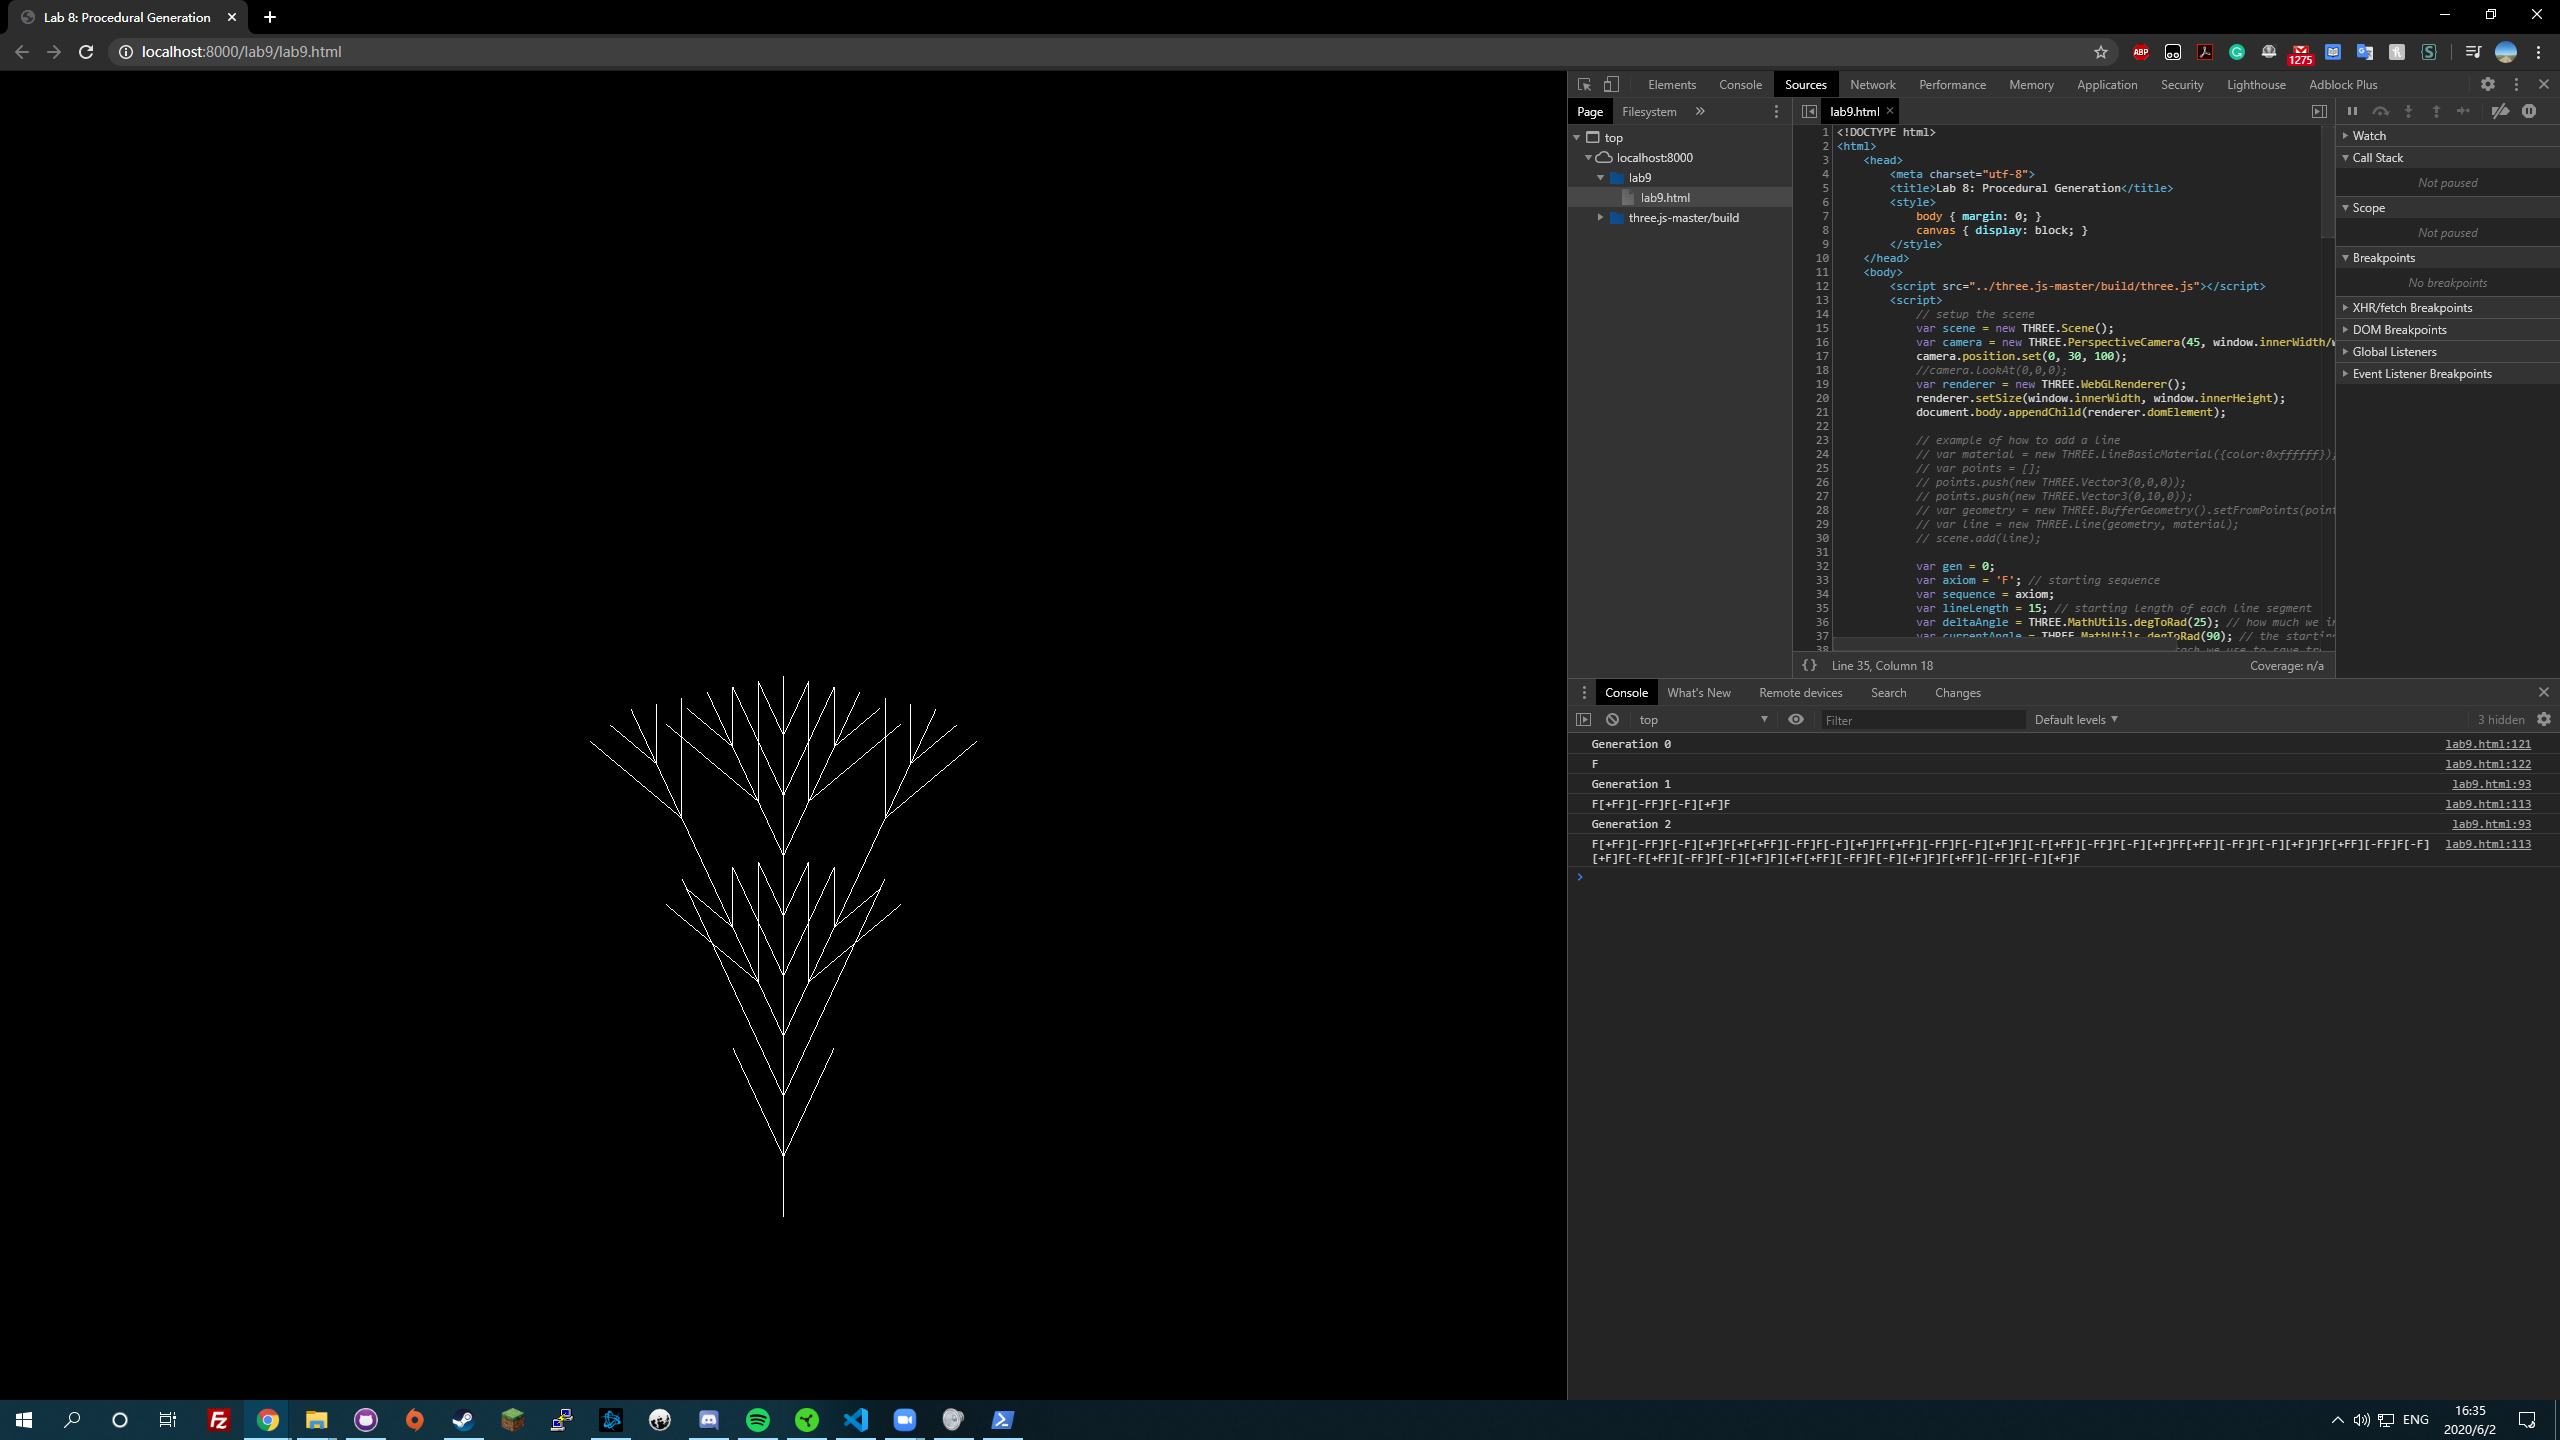 Lab 8: Procedural Generation
localhost:8000/lab9/lab9.html
ABP
1275
Elements Console Sources Network Performance Memory Application Security Lighthouse Adblock Plus
Page Filesystem
top
localhost:8000
lab9
lab9.html
three.js-master/build
lab9.html
1 <!DOCTYPE html>
2 <html>
3 <head>
4 <meta charset="utf-8">
5 <title>Lab 8: Procedural Generation</title>
6 <style>
7 body { margin: 0; }
8 canvas { display: block; }
9 </style>
10 </head>
11 <body>
12 <script src="../three.js-master/build/three.js"></script>
13 <script>
14 // setup the scene
15 var scene = new THREE.Scene();
16 var camera = new THREE.PerspectiveCamera(45, window.innerWidth/w
17 camera.position.set(0, 30, 100);
18 //camera.lookAt(0,0,0);
19 var renderer = new THREE.WebGLRenderer();
20 renderer.setSize(window.innerWidth, window.innerHeight);
21 document.body.appendChild(renderer.domElement);
22
23 // example of how to add a line
24 // var material = new THREE.LineBasicMaterial({color:0xffffff});
25 // var points = [];
26 // points.push(new THREE.Vector3(0,0,0));
27 // points.push(new THREE.Vector3(0,10,0));
28 // var geometry = new THREE.BufferGeometry().setFromPoints(point
29 // var line = new THREE.Line(geometry, material);
30 // scene.add(line);
31
32 var gen = 0;
33 var axiom = 'F'; // starting sequence
34 var sequence = axiom;
35 var lineLength = 15; // starting length of each line segment
36 var deltaAngle = THREE.MathUtils.degToRad(25); // how much we i
37 var currentAngle = THREE.MathUtils.degToRad(90); // the startin
38 we use to save
{} Line 35, Column 18
Coverage: n/a
Watch
Call Stack
Not paused
Scope
Not paused
Breakpoints
No breakpoints
XHR/fetch Breakpoints
DOM Breakpoints
Global Listeners
Event Listener Breakpoints
Console What's New Remote devices Search Changes
top Filter Default levels 3 hidden
Generation 0 lab9.html:121
F lab9.html:122
Generation 1 lab9.html:93
F[+FF][-FF]F[-F][+F]F lab9.html:113
Generation 2 lab9.html:93
F[+FF][-FF]F[-F][+F]F[+F[+FF][-FF]F[-F][+F]FF[+FF][-FF]F[-F][+F]F][-F[+FF][-FF]F[-F][+F]FF[+FF][-FF]F[-F][+F]F]F[+FF][-FF]F[-F] lab9.html:113
[+F]F[-F[+FF][-FF]F[-F][+F]F][+F[+FF][-FF]F[-F][+F]F]F[+FF][-FF]F[-F][+F]F
Fz
ENG
16:35
2020/6/2